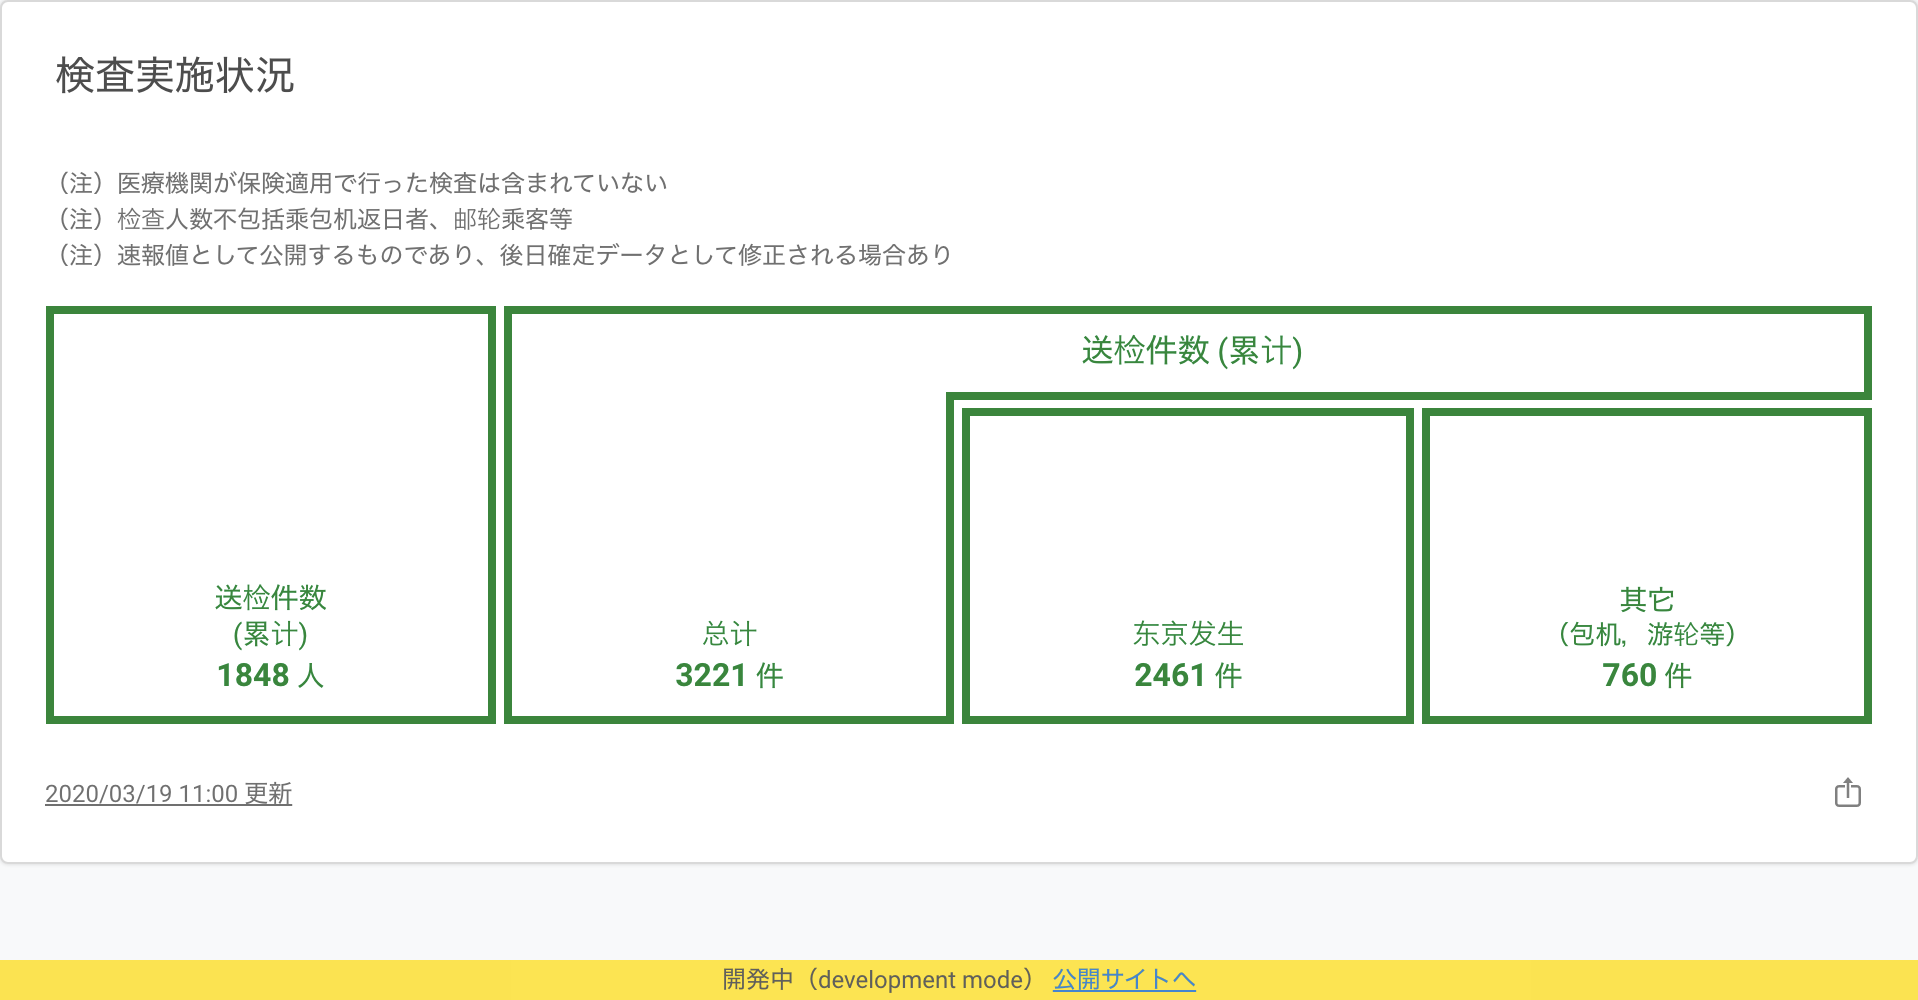 検査実施状況
（注）医療機関が保険適用で行った検査は含まれていない
（注）检查人数不包括乘包机返日者、邮轮乘客等
（注）速報値として公開するものであり、後日確定データとして修正される場合あり
送检件数 (累计)
送检件数
(累计)
1848 人
总计
3221 件
东京发生
2461 件
其它
（包机，游轮等）
760 件
2020/03/19 11:00 更新
開発中（development mode） 公開サイトへ